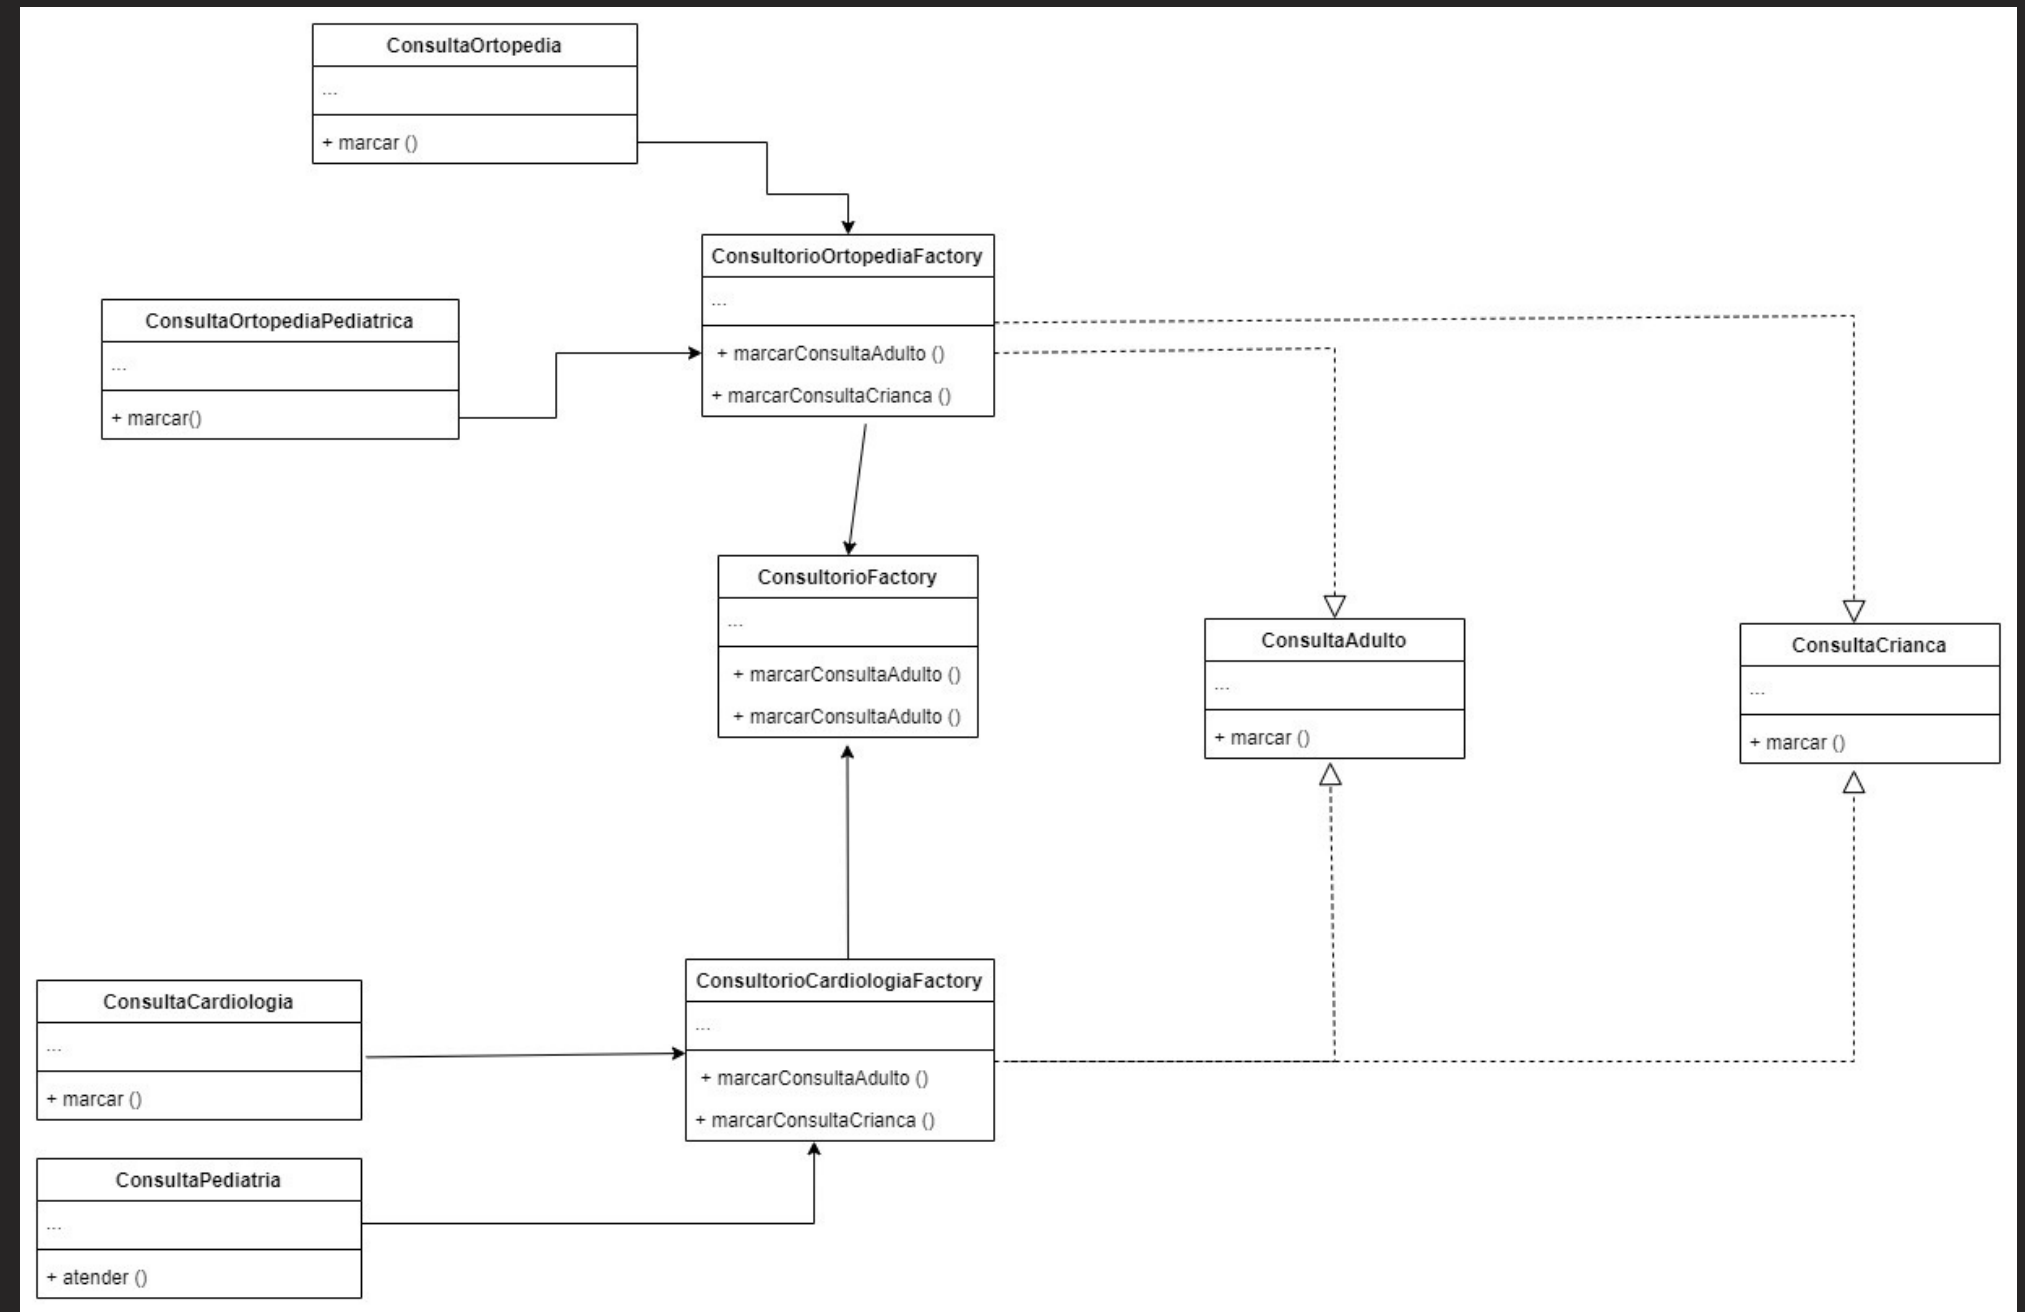 ConsultaOrtopedia
...
+ marcar ()
ConsultorioOrtopediaFactory
...
+ marcarConsultaAdulto ()
+ marcarConsultaCrianca ()
ConsultaOrtopediaPediatrica
...
+ marcar()
ConsultorioFactory
...
+ marcarConsultaAdulto ()
+ marcarConsultaAdulto ()
ConsultaAdulto
...
+ marcar ()
ConsultaCrianca
...
+ marcar ()
ConsultaCardiologia
...
+ marcar ()
ConsultorioCardiologiaFactory
...
+ marcarConsultaAdulto ()
+ marcarConsultaCrianca ()
ConsultaPediatria
...
+ atender ()